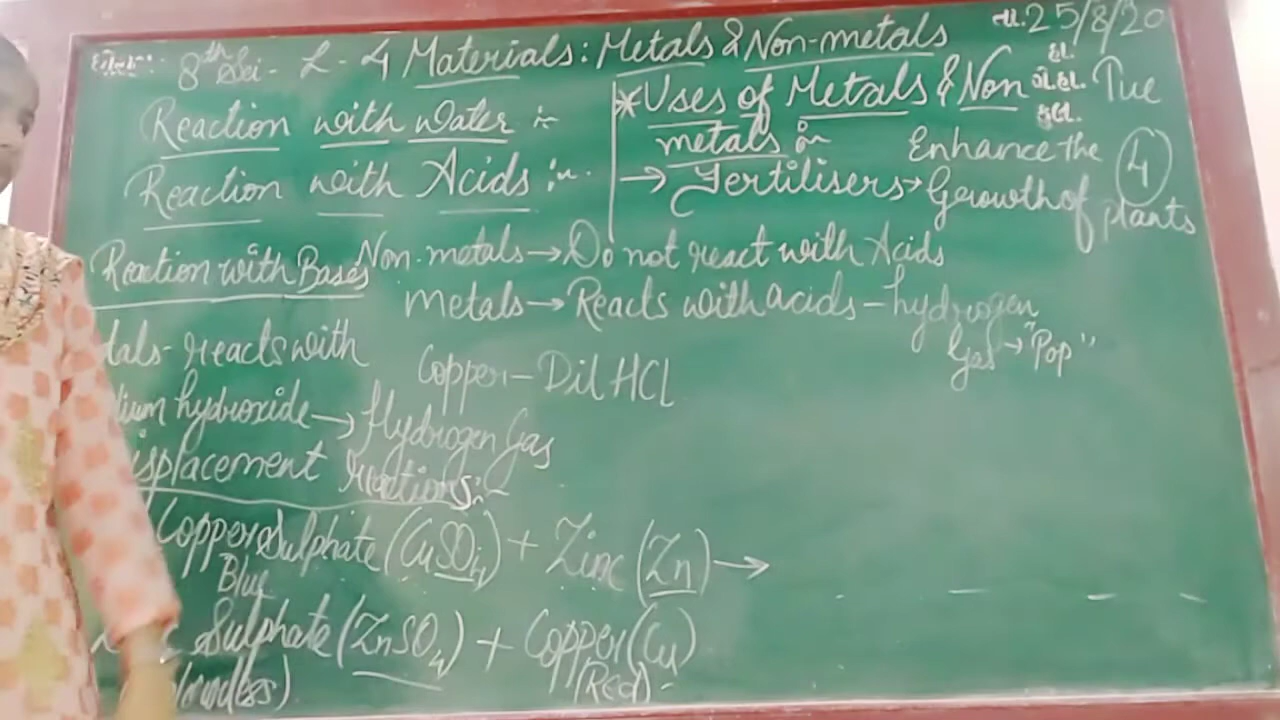 8th Sci - L - 4 Materials: Metals & Non-metals
તા. 25/8/20
Tue
Reaction with water :-
Reaction with Acids :-
* Uses of Metals & Non
metals :-
→ Fertilisers → Enhance the
Growth of plants
4
Non-metals → Do not react with Acids
Metals → Reacts with acids - hydrogen
gas → "Pop"
Copper - Dil HCL
Reaction with Bases
tals - reacts with
dium hydroxide → Hydrogen Gas
isplacement reactions :-
Copper Sulphate (CuSO4) + Zinc (Zn) →
Blue
Sulphate (ZnSO4) + Copper (Cu)
(Red) -